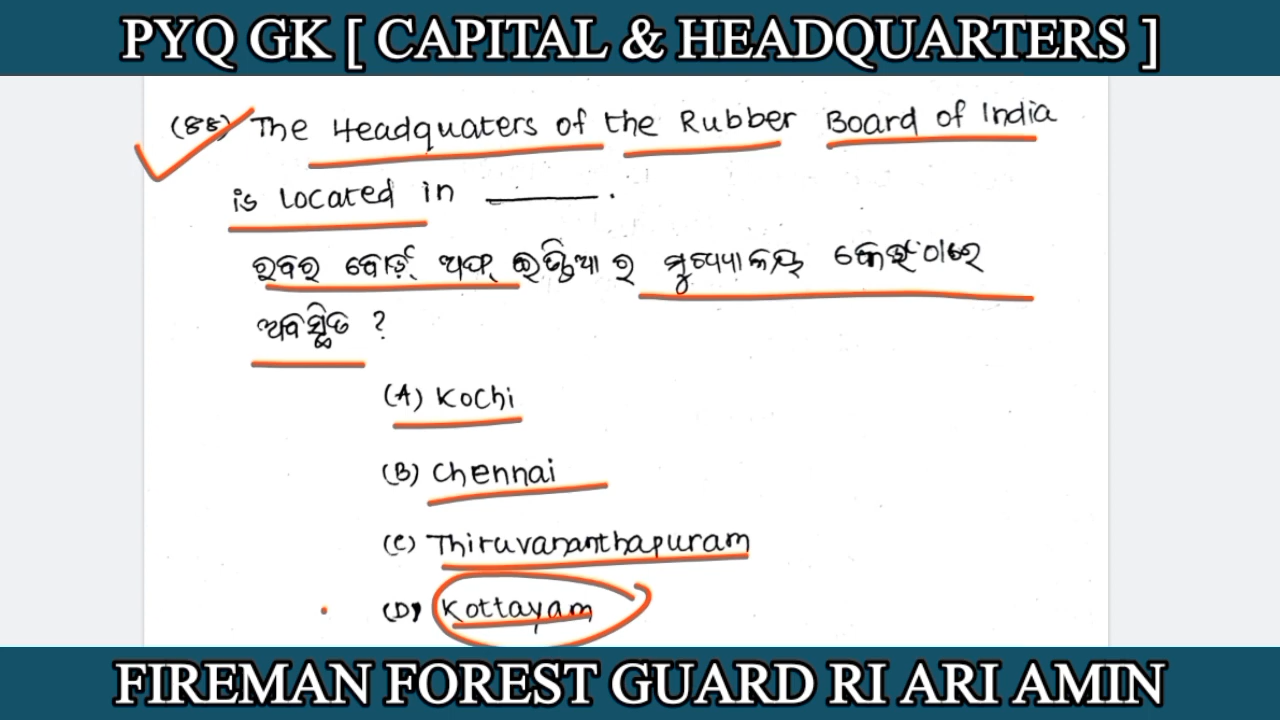 PYQ GK [ CAPITAL & HEADQUARTERS ]
(88) The Headquaters of the Rubber Board of India
is located in ______.
ରବର ବୋର୍ଡ଼ ଅଫ୍ ଇଣ୍ଡିଆ ର ମୁଖ୍ୟାଳୟ କେଉଁଠାରେ
ଅବସ୍ଥିତ ?
(A) Kochi
(B) Chennai
(C) Thiruvananthapuram
(D) Kottayam
FIREMAN FOREST GUARD RI ARI AMIN